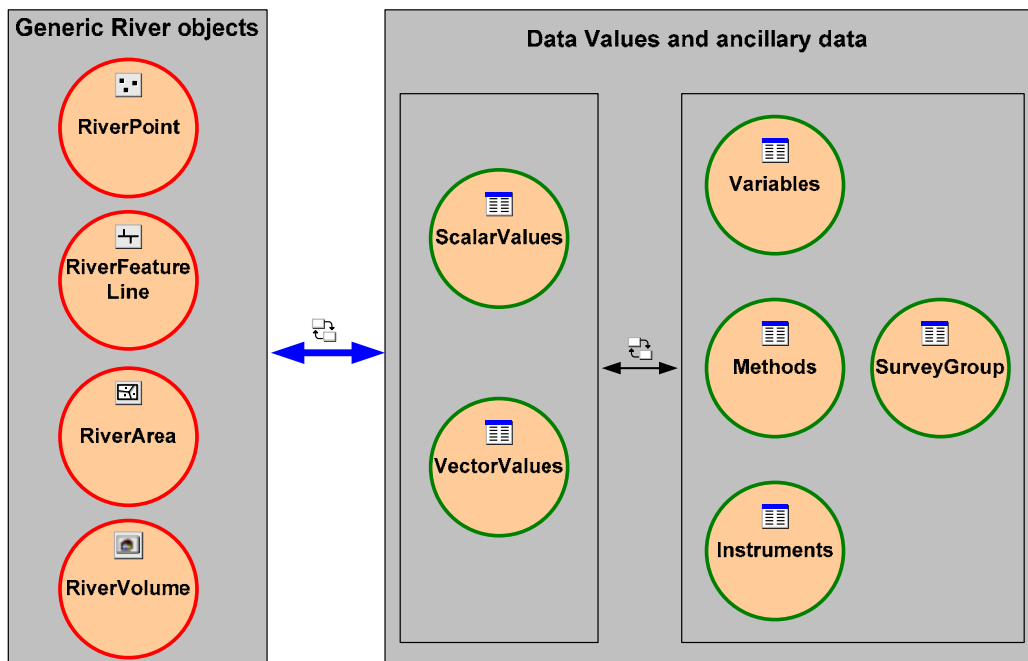 Generic River objects
RiverPoint
RiverFeature
Line
RiverArea
RiverVolume
Data Values and ancillary data
ScalarValues
VectorValues
Variables
Methods
SurveyGroup
Instruments